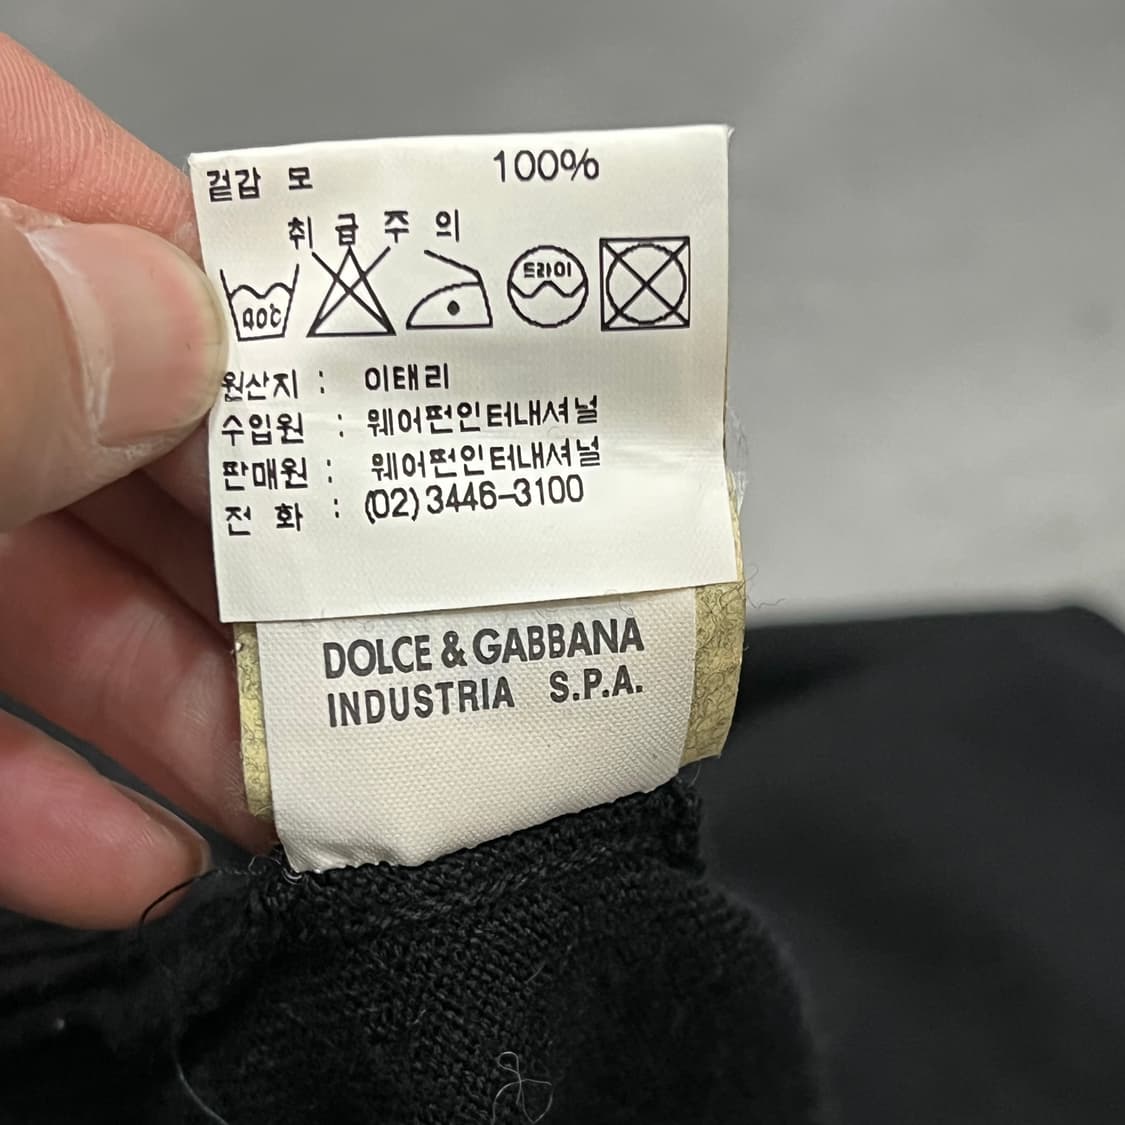 겉감 모 100%
취급주의
40℃ 드라이
원산지 : 이태리
수입원 : 웨어펀인터내셔널
판매원 : 웨어펀인터내셔널
전 화 : (02)3446-3100
DOLCE & GABBANA
INDUSTRIA S.P.A.